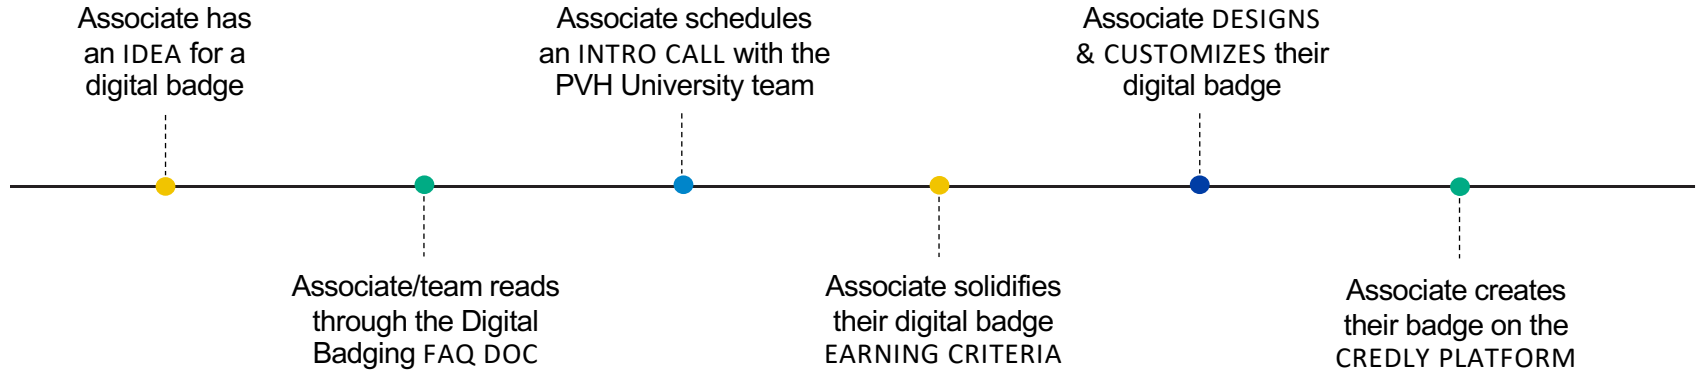 Associate has
an IDEA for a
digital badge
Associate/team reads
through the Digital
Badging FAQ DOC
Associate schedules
an INTRO CALL with the
PVH University team
Associate solidifies
their digital badge
EARNING CRITERIA
Associate DESIGNS
& CUSTOMIZES their
digital badge
Associate creates
their badge on the
CREDLY PLATFORM